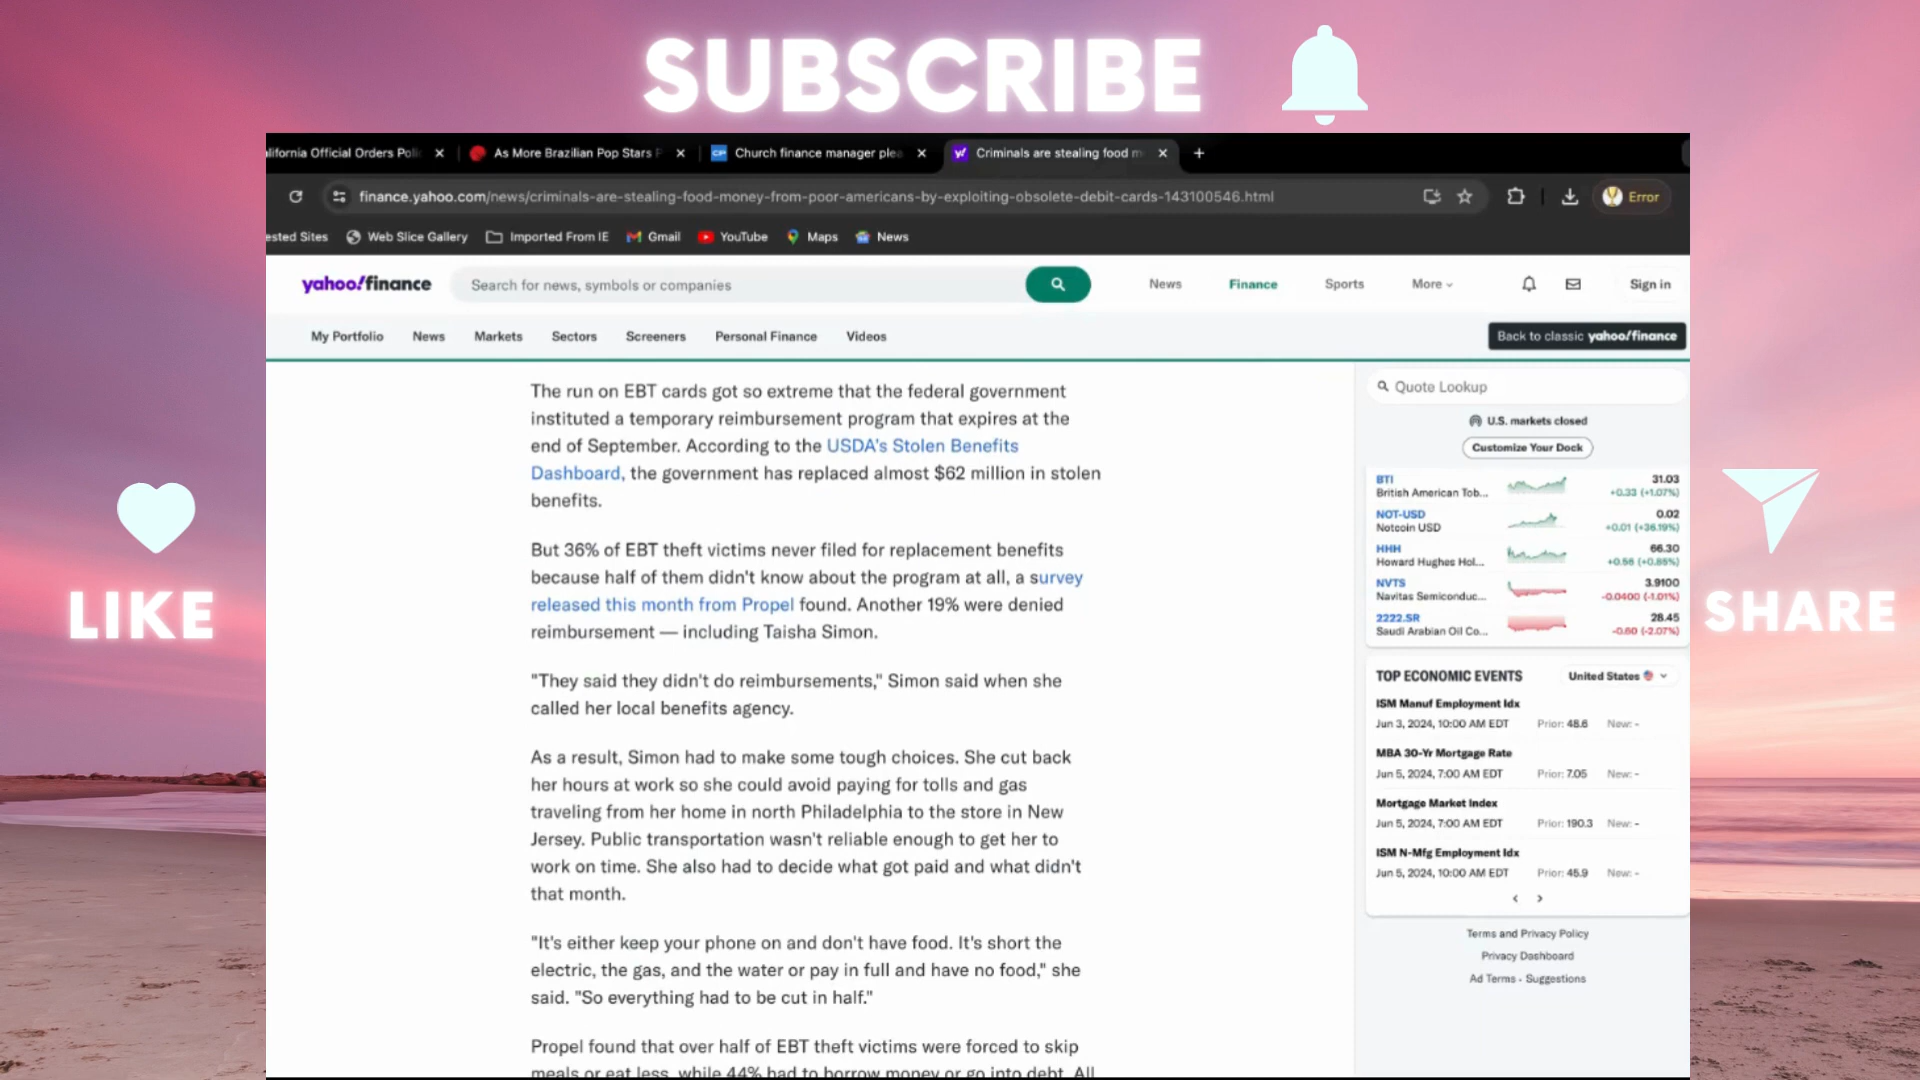 SUBSCRIBE
lifornia Official Orders Poli
As More Brazilian Pop Stars F
CP Church finance manager plea
Criminals are stealing food m
finance.yahoo.com/news/criminals-are-stealing-food-money-from-poor-americans-by-exploiting-obsolete-debit-cards-143100546.html
Error
ested Sites Web Slice Gallery Imported From IE Gmail YouTube Maps News
yahoo!finance Search for news, symbols or companies News Finance Sports More Sign in
My Portfolio News Markets Sectors Screeners Personal Finance Videos Back to classic yahoo/finance
The run on EBT cards got so extreme that the federal government
instituted a temporary reimbursement program that expires at the
end of September. According to the USDA's Stolen Benefits
Dashboard, the government has replaced almost $62 million in stolen
benefits.
But 36% of EBT theft victims never filed for replacement benefits
because half of them didn't know about the program at all, a survey
released this month from Propel found. Another 19% were denied
reimbursement — including Taisha Simon.
"They said they didn't do reimbursements," Simon said when she
called her local benefits agency.
As a result, Simon had to make some tough choices. She cut back
her hours at work so she could avoid paying for tolls and gas
traveling from her home in north Philadelphia to the store in New
Jersey. Public transportation wasn't reliable enough to get her to
work on time. She also had to decide what got paid and what didn't
that month.
"It's either keep your phone on and don't have food. It's short the
electric, the gas, and the water or pay in full and have no food," she
said. "So everything had to be cut in half."
Propel found that over half of EBT theft victims were forced to skip
meals or eat less, while 44% had to borrow money or go into debt. All
Quote Lookup
U.S. markets closed
Customize Your Dock
BTI 31.03
British American Tob... +0.33 (+1.07%)
NOT-USD 0.02
Notcoin USD +0.01 (+36.19%)
HHH 66.30
Howard Hughes Hol... +0.56 (+0.85%)
NVTS 3.9100
Navitas Semiconduc... -0.0400 (-1.01%)
2222.SR 28.45
Saudi Arabian Oil Co... -0.60 (-2.07%)
TOP ECONOMIC EVENTS United States
ISM Manuf Employment Idx
Jun 3, 2024, 10:00 AM EDT Prior: 48.6 New: -
MBA 30-Yr Mortgage Rate
Jun 5, 2024, 7:00 AM EDT Prior: 7.05 New: -
Mortgage Market Index
Jun 5, 2024, 7:00 AM EDT Prior: 190.3 New: -
ISM N-Mfg Employment Idx
Jun 5, 2024, 10:00 AM EDT Prior: 45.9 New: -
Terms and Privacy Policy
Privacy Dashboard
Ad Terms • Suggestions
LIKE
SHARE